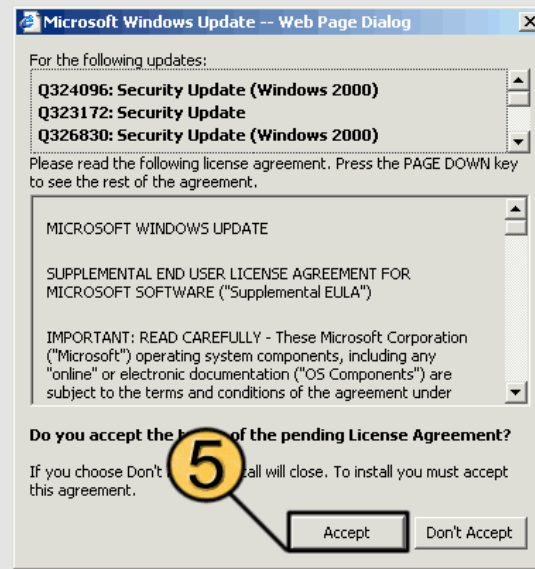 Microsoft Windows Update -- Web Page Dialog
For the following updates:
Q324096: Security Update (Windows 2000)
Q323172: Security Update
Q326830: Security Update (Windows 2000)
Please read the following license agreement. Press the PAGE DOWN key
to see the rest of the agreement.
MICROSOFT WINDOWS UPDATE
SUPPLEMENTAL END USER LICENSE AGREEMENT FOR
MICROSOFT SOFTWARE ("Supplemental EULA")
IMPORTANT: READ CAREFULLY - These Microsoft Corporation
("Microsoft") operating system components, including any
"online" or electronic documentation ("OS Components") are
subject to the terms and conditions of the agreement under
Do you accept the of the pending License Agreement?
If you choose Don't will close. To install you must accept
this agreement.
5
Accept
Don't Accept